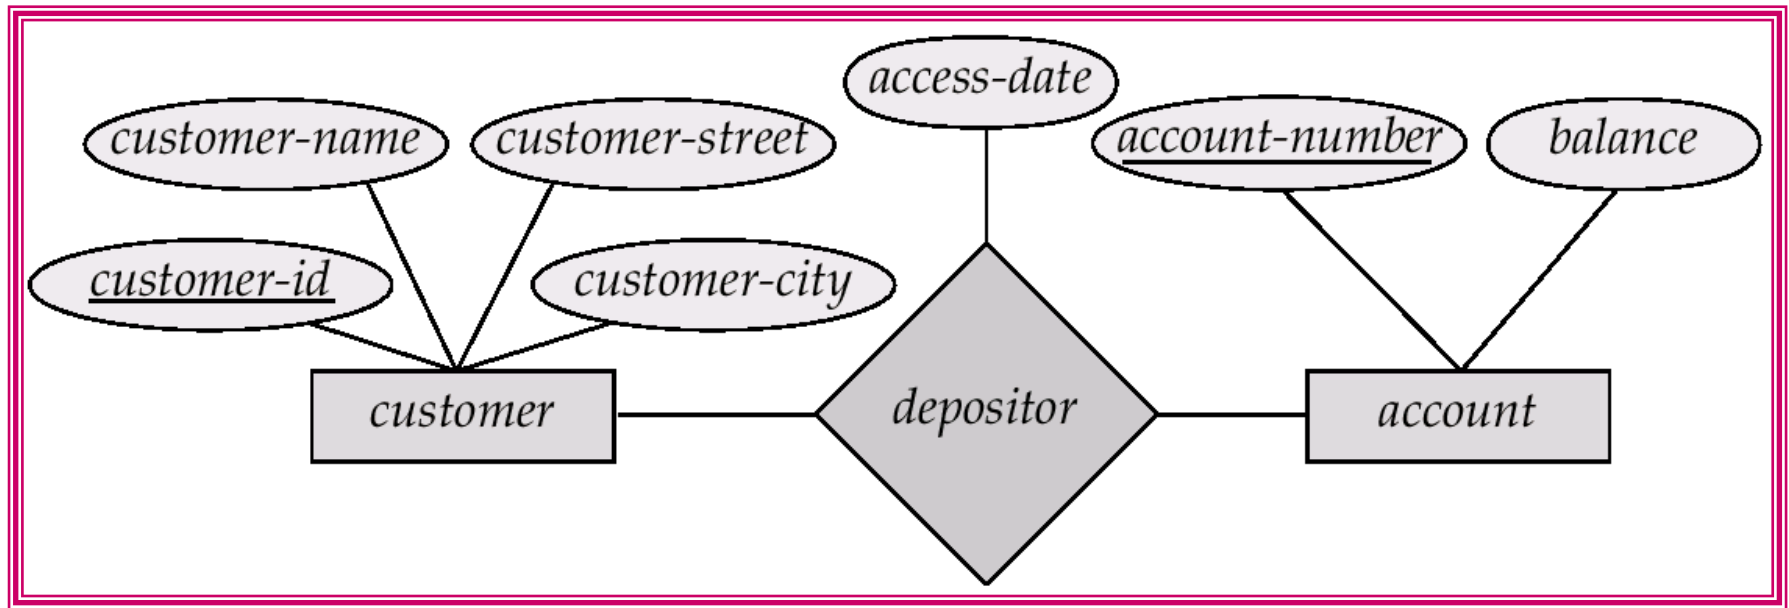 access-date
customer-name
customer-street
account-number
balance
customer-id
customer-city
customer
depositor
account